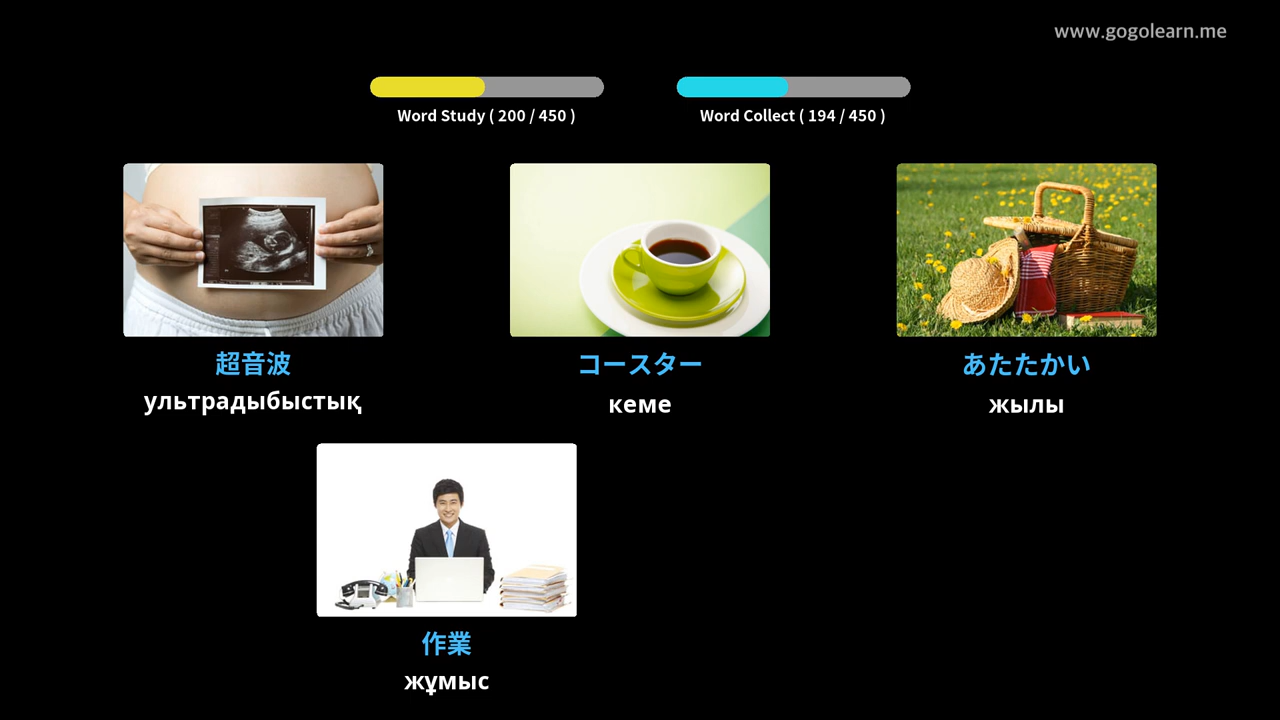 www.gogolearn.me
Word Study ( 200 / 450 )
Word Collect ( 194 / 450 )
超音波
ультрадыбыстық
コースター
кеме
あたたかい
жылы
作業
жұмыс